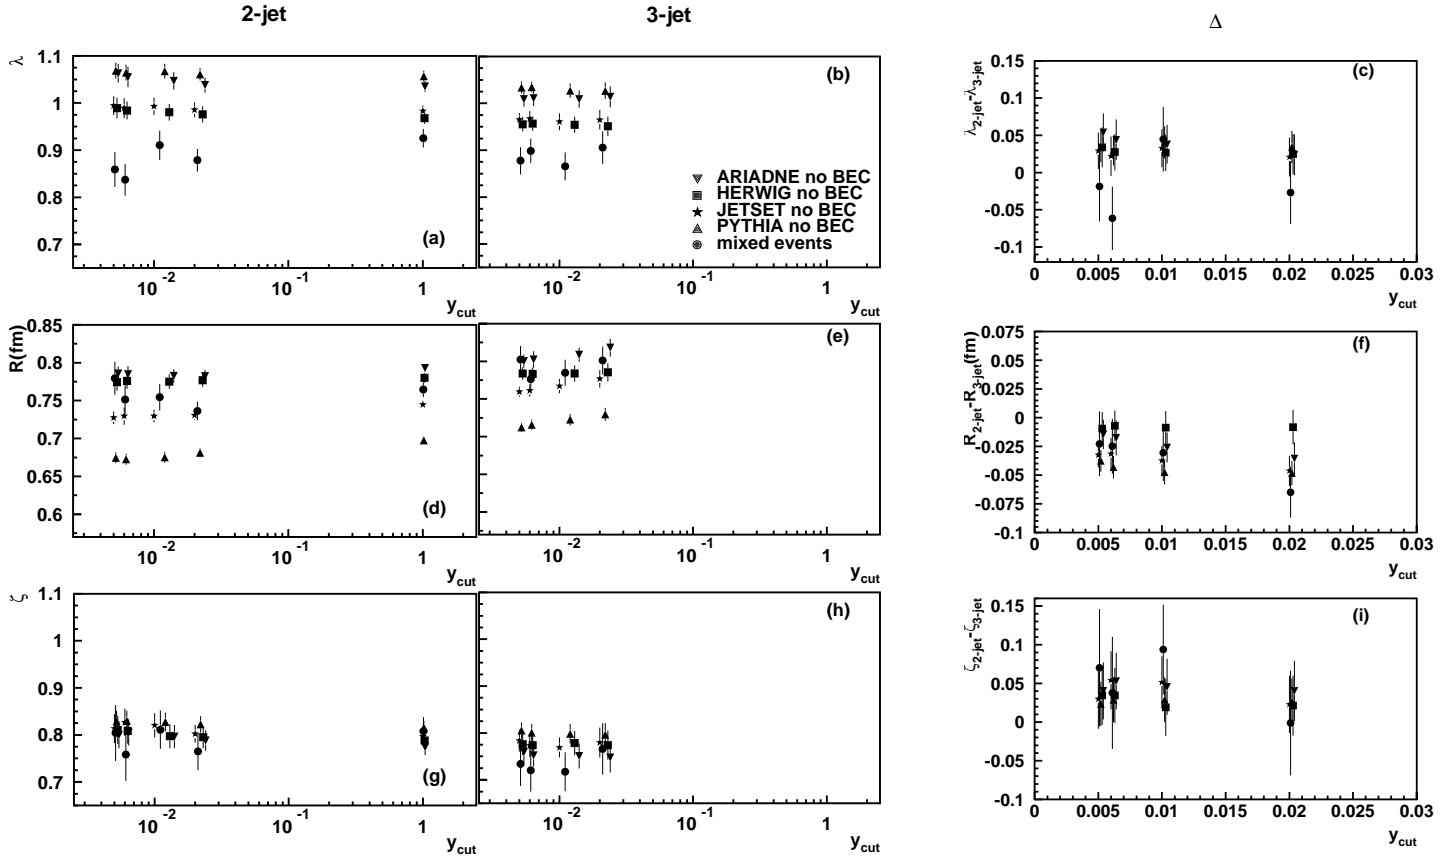 2-jet
3-jet
Δ
λ
1.1
1
0.9
0.8
0.7
(a)
10⁻²
10⁻¹
1
y_cut
(b)
ARIADNE no BEC
HERWIG no BEC
JETSET no BEC
PYTHIA no BEC
mixed events
10⁻²
10⁻¹
1
y_cut
λ_2-jet-λ_3-jet
0.15
0.1
0.05
0
-0.05
-0.1
(c)
0 0.005 0.01 0.015 0.02 0.025 0.03
y_cut
R(fm)
0.85
0.8
0.75
0.7
0.65
0.6
(d)
10⁻²
10⁻¹
1
y_cut
(e)
10⁻²
10⁻¹
1
y_cut
R_2-jet-R_3-jet(fm)
0.075
0.05
0.025
0
-0.025
-0.05
-0.075
-0.1
(f)
0 0.005 0.01 0.015 0.02 0.025 0.03
y_cut
ζ
1.1
1
0.9
0.8
0.7
(g)
10⁻²
10⁻¹
1
y_cut
(h)
10⁻²
10⁻¹
1
y_cut
ζ_2-jet-ζ_3-jet
0.15
0.1
0.05
0
-0.05
-0.1
(i)
0 0.005 0.01 0.015 0.02 0.025 0.03
y_cut